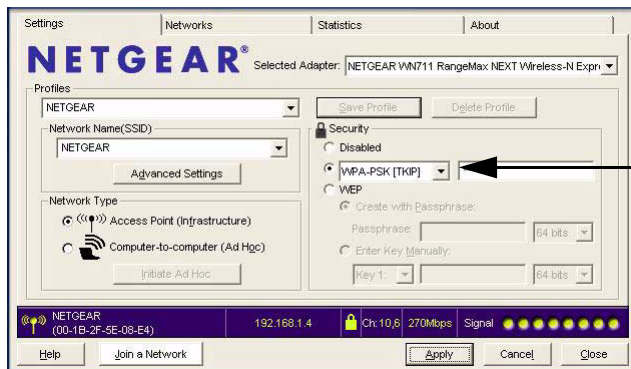 Settings Networks Statistics About
NETGEAR® Selected Adapter: NETGEAR WN711 RangeMax NEXT Wireless-N Expr
Profiles
NETGEAR Save Profile Delete Profile
Network Name(SSID) Security
NETGEAR Disabled
Advanced Settings WPA-PSK [TKIP]
WEP
Network Type Create with Passphrase:
Access Point (Infrastructure) Passphrase: 64 bits
Computer-to-computer (Ad Hoc) Enter Key Manually:
Initiate Ad Hoc Key 1: 64 bits
NETGEAR
(00-1B-2F-5E-08-E4) 192.168.1.4 Ch:10,6 270Mbps Signal
Help Join a Network Apply Cancel Close